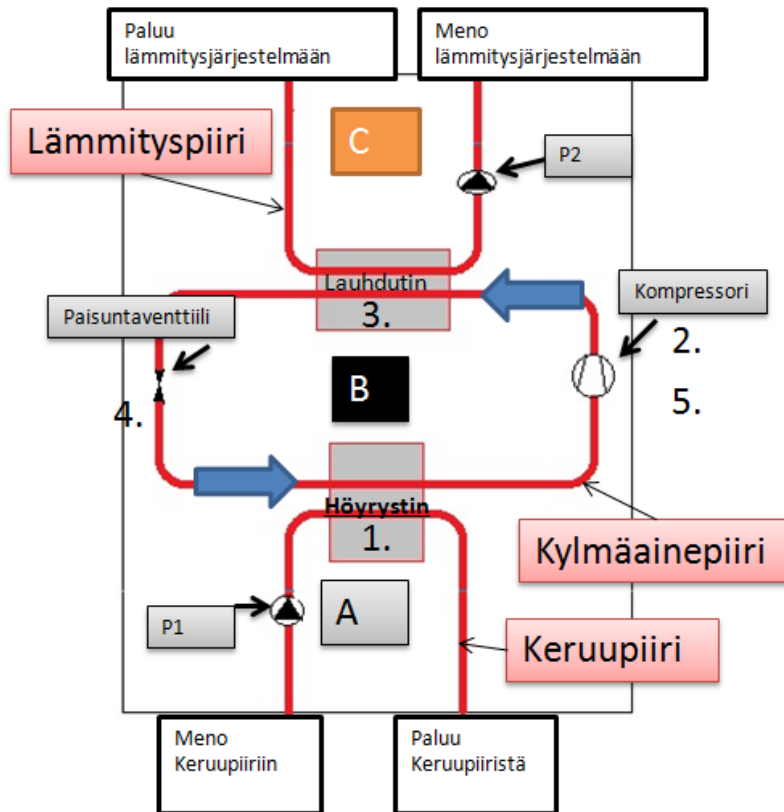 Paluu
lämmitysjärjestelmään
Meno
lämmitysjärjestelmään
Lämmityspiiri
C
P2
Lauhdutin
3.
Kompressori
Paisuntaventtiili
2.
B
4.
5.
Höyrystin
1.
Kylmäainepiiri
P1
A
Keruupiiri
Meno
Keruupiiriin
Paluu
Keruupiiristä